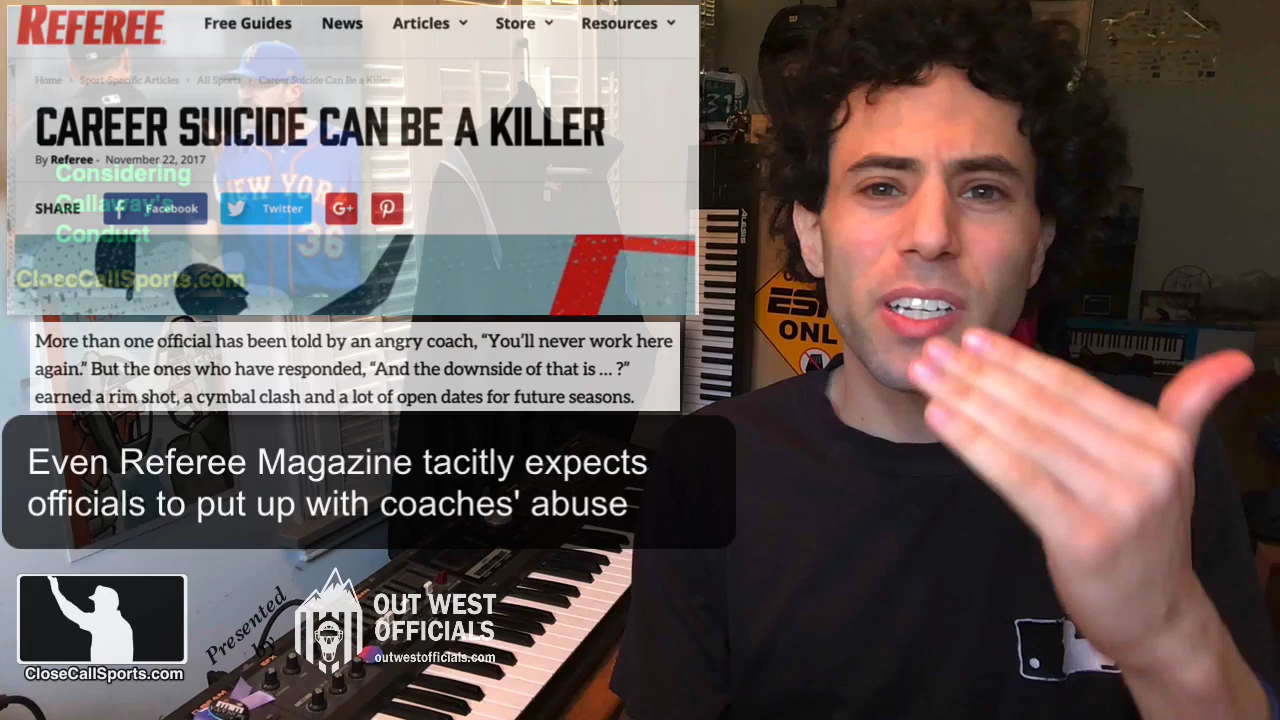 REFEREE
Free Guides News Articles Store Resources
Home › Sport-Specific Articles › All Sports › Career Suicide Can Be a Killer
CAREER SUICIDE CAN BE A KILLER
By Referee - November 22, 2017
Considering
Callaway's
Conduct
SHARE Facebook Twitter G+
NEW YORK
36
CloseCallSports.com
More than one official has been told by an angry coach, “You’ll never work here
again.” But the ones who have responded, “And the downside of that is ... ?”
earned a rim shot, a cymbal clash and a lot of open dates for future seasons.
Even Referee Magazine tacitly expects
officials to put up with coaches' abuse
CloseCallSports.com
Presented
by
OUT WEST
OFFICIALS
outwestofficials.com
31
ALESIS
ONL